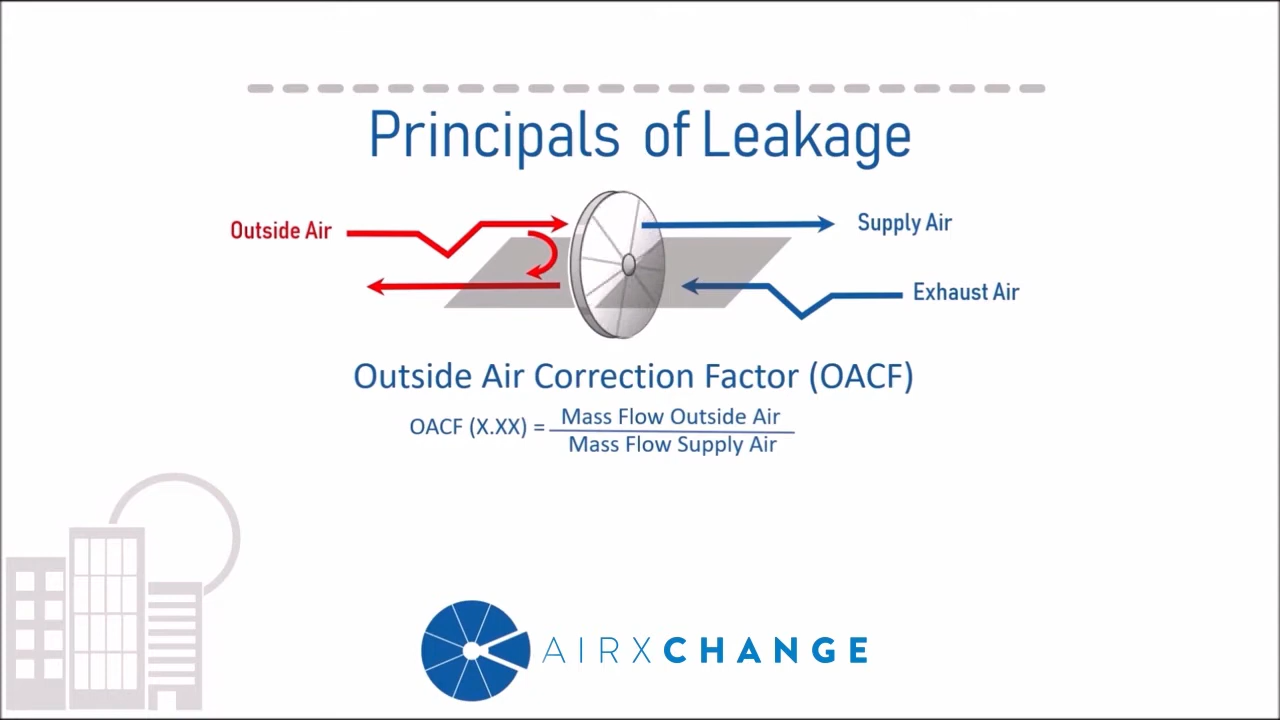 Principals of Leakage
Outside Air
Supply Air
Exhaust Air
Outside Air Correction Factor (OACF)
OACF (X.XX) = Mass Flow Outside Air
Mass Flow Supply Air
AIRXCHANGE